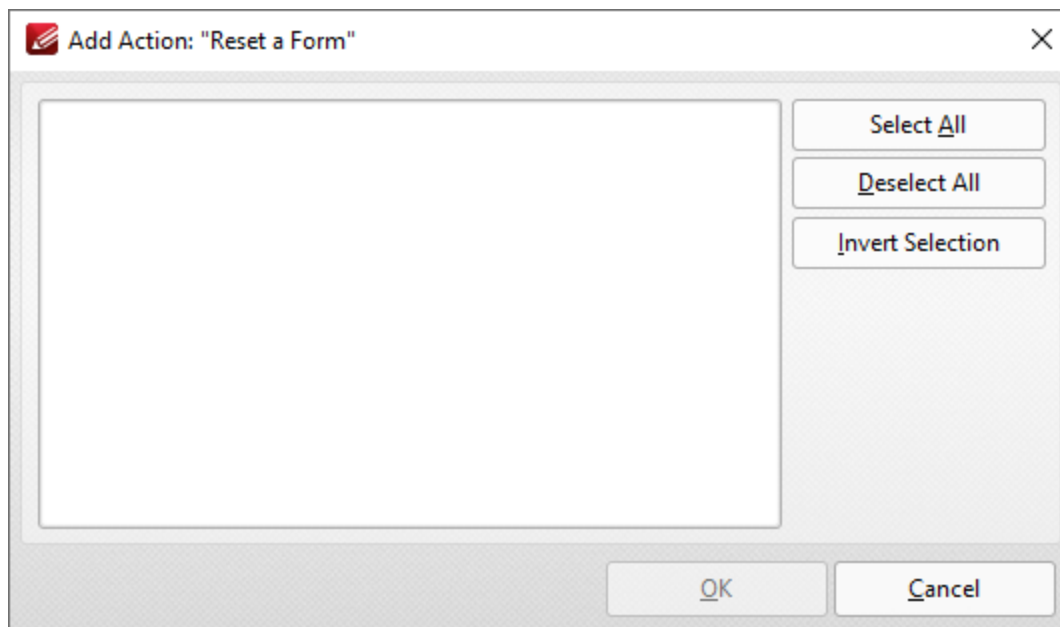 Add Action: "Reset a Form"
Select All
Deselect All
Invert Selection
OK
Cancel